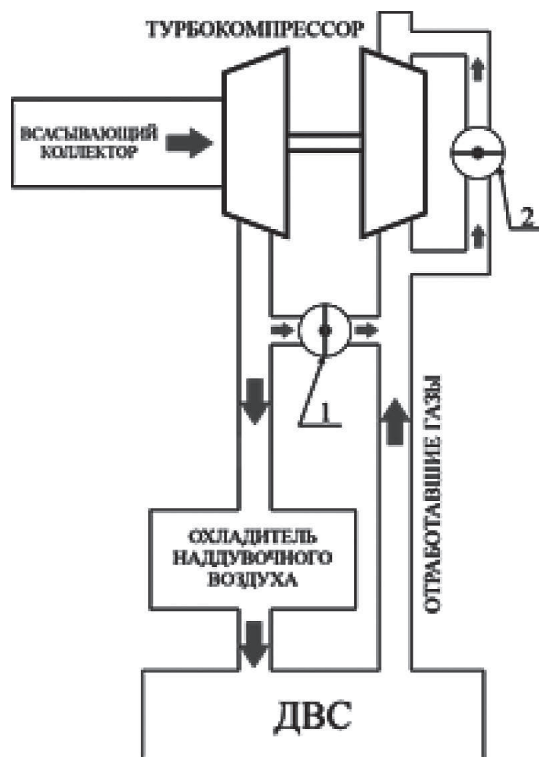 ТУРБОКОМПРЕССОР
ВСАСЫВАЮЩИЙ
КОЛЛЕКТОР
2
1
ОТРАБОТАВШИЕ ГАЗЫ
ОХЛАДИТЕЛЬ
НАДДУВОЧНОГО
ВОЗДУХА
ДВС